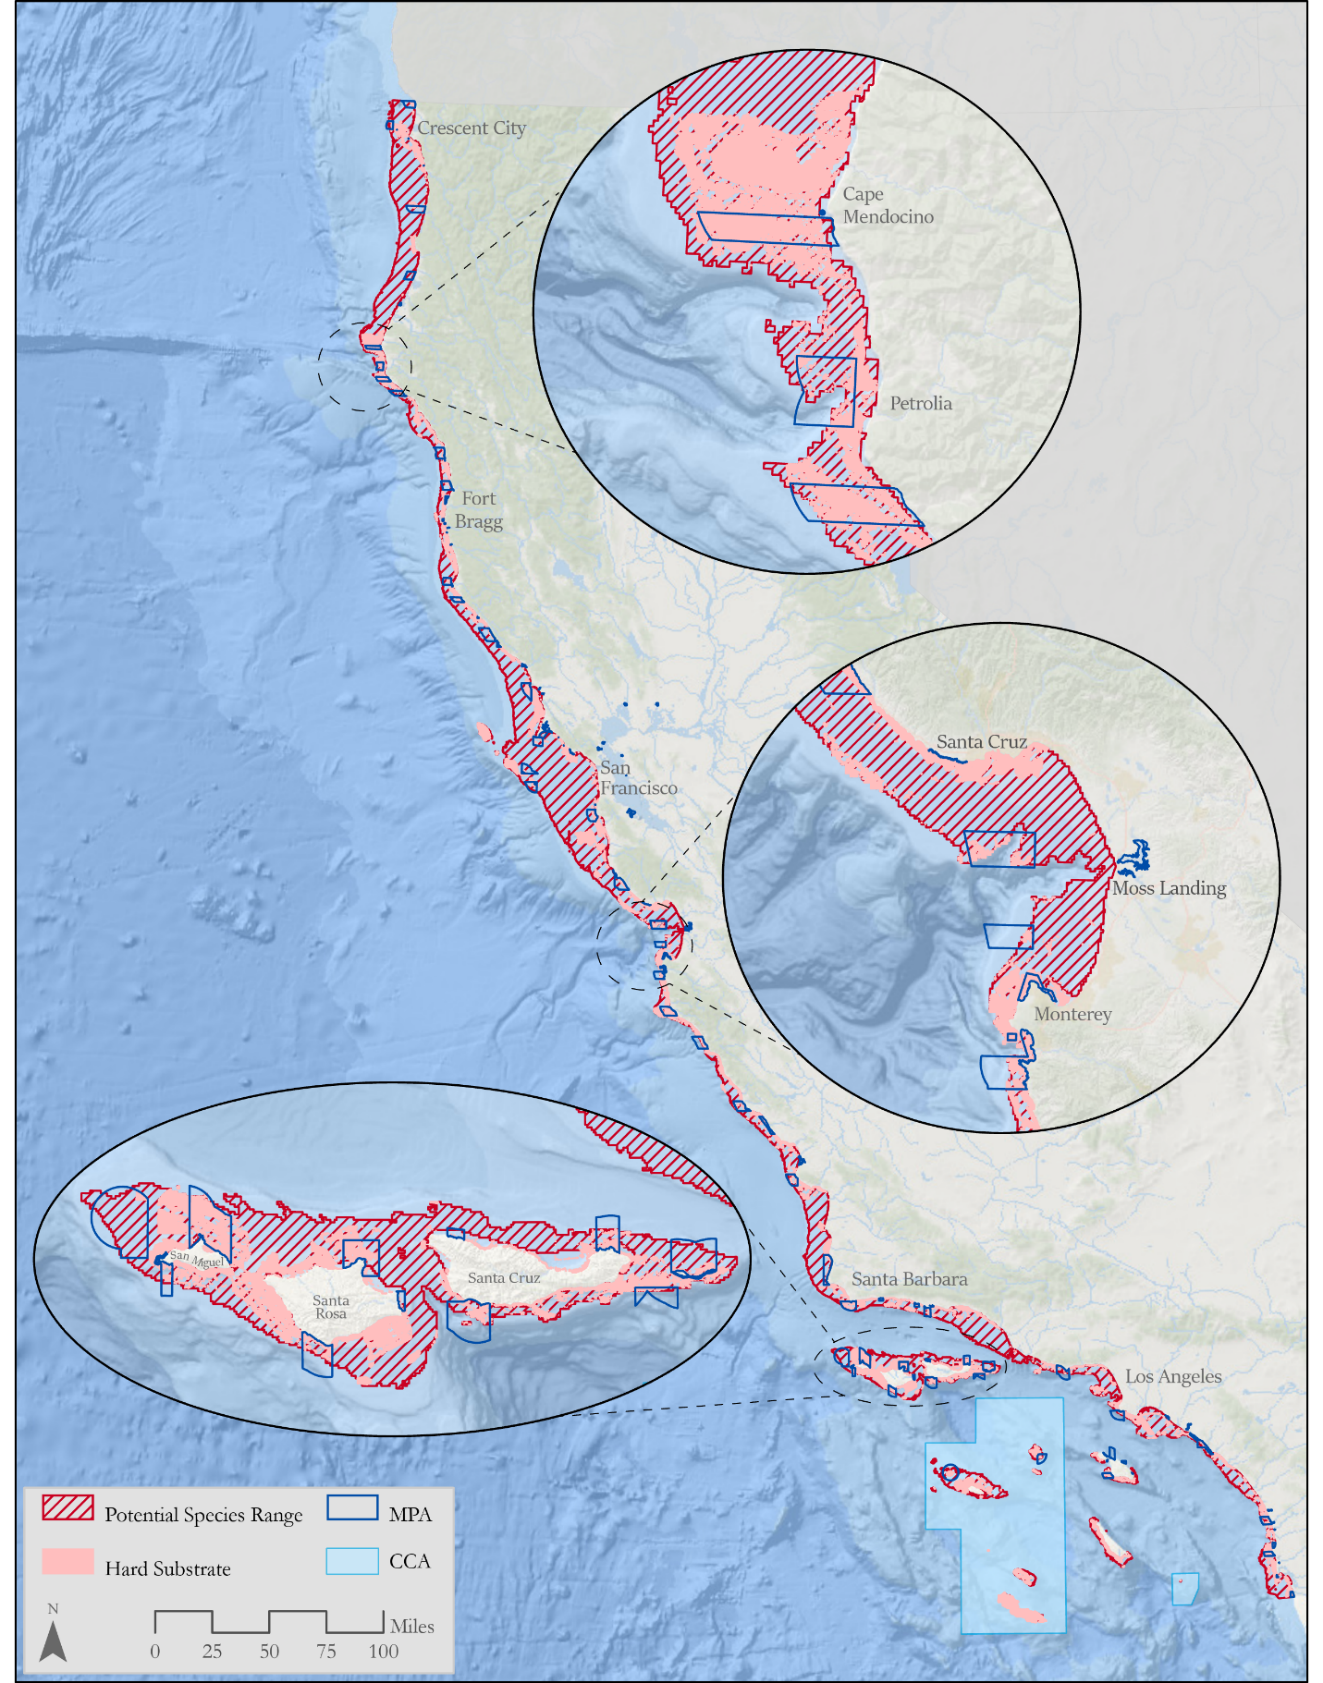 Crescent City
Cape
Mendocino
Petrolia
Fort
Bragg
San
Francisco
Santa Cruz
Moss Landing
Monterey
San Miguel
Santa
Rosa
Santa Cruz
Santa Barbara
Los Angeles
Potential Species Range
MPA
Hard Substrate
CCA
N
Miles
0 25 50 75 100